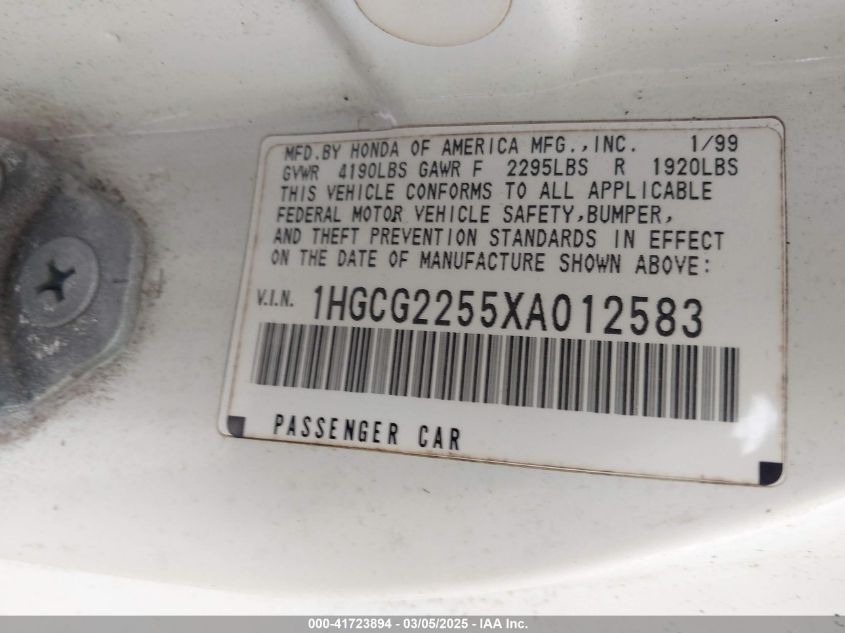 MFD.BY HONDA OF AMERICA MFG.,INC. 1/99
GVWR 4190LBS GAWR F 2295LBS R 1920LBS
THIS VEHICLE CONFORMS TO ALL APPLICABLE
FEDERAL MOTOR VEHICLE SAFETY,BUMPER,
AND THEFT PREVENTION STANDARDS IN EFFECT
ON THE DATE OF MANUFACTURE SHOWN ABOVE:
V.I.N. 1HGCG2255XA012583
PASSENGER CAR
000-41723894 - 03/05/2025 - IAA Inc.